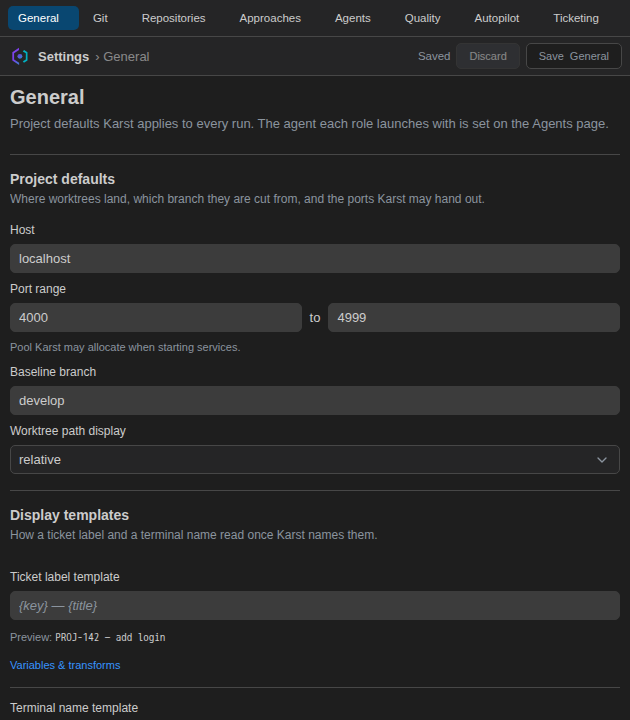 General Git Repositories Approaches Agents Quality Autopilot Ticketing
Settings › General Saved Discard Save General
General
Project defaults Karst applies to every run. The agent each role launches with is set on the Agents page.
Project defaults
Where worktrees land, which branch they are cut from, and the ports Karst may hand out.
Host
localhost
Port range
4000 to 4999
Pool Karst may allocate when starting services.
Baseline branch
develop
Worktree path display
relative
Display templates
How a ticket label and a terminal name read once Karst names them.
Ticket label template
{key} — {title}
Preview: PROJ-142 — add login
Variables & transforms
Terminal name template